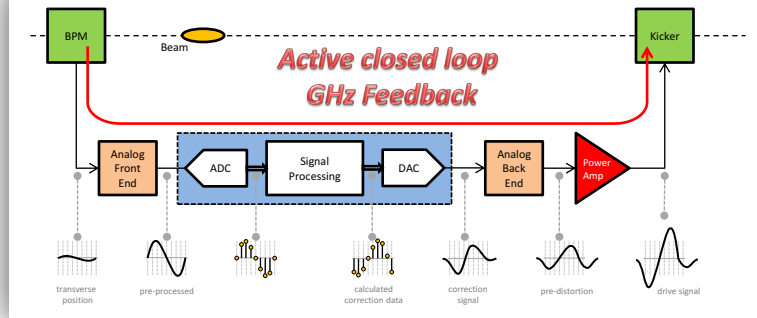 BPM
Beam
Kicker
Active closed loop
GHz Feedback
Analog
Front
End
ADC
Signal
Processing
DAC
Analog
Back
End
Power
Amp
transverse
position
pre-processed
calculated
correction data
correction
signal
pre-distortion
drive signal